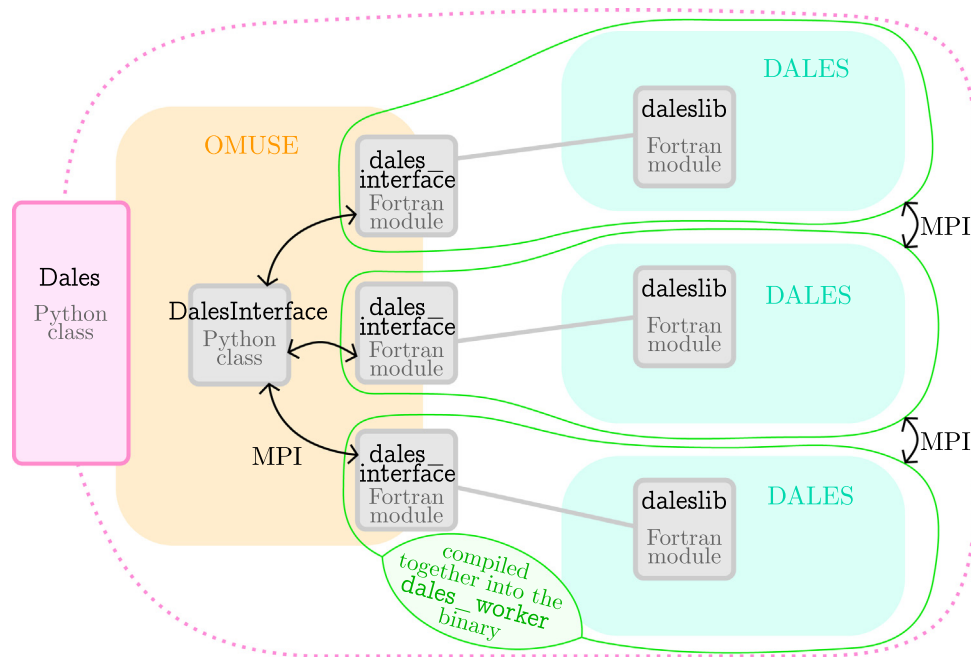 DALES
daleslib
Fortran
module
OMUSE
dales_
interface
Fortran
module
MPI
Dales
Python
class
DalesInterface
Python
class
dales_
interface
Fortran
module
DALES
daleslib
Fortran
module
MPI
MPI
dales_
interface
Fortran
module
DALES
daleslib
Fortran
module
compiled
together into the
dales_worker
binary